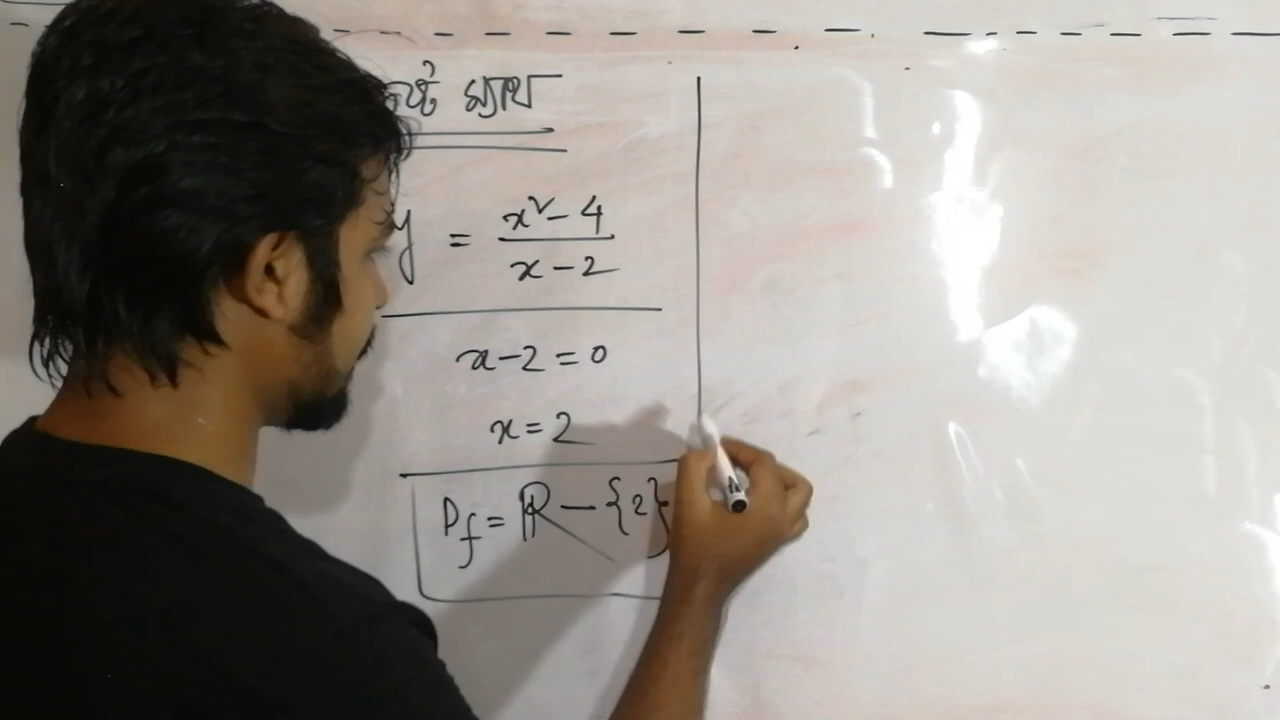 ম্যাথ
y = x² - 4 / x - 2
x - 2 = 0
x = 2
Df = ℝ - {2}